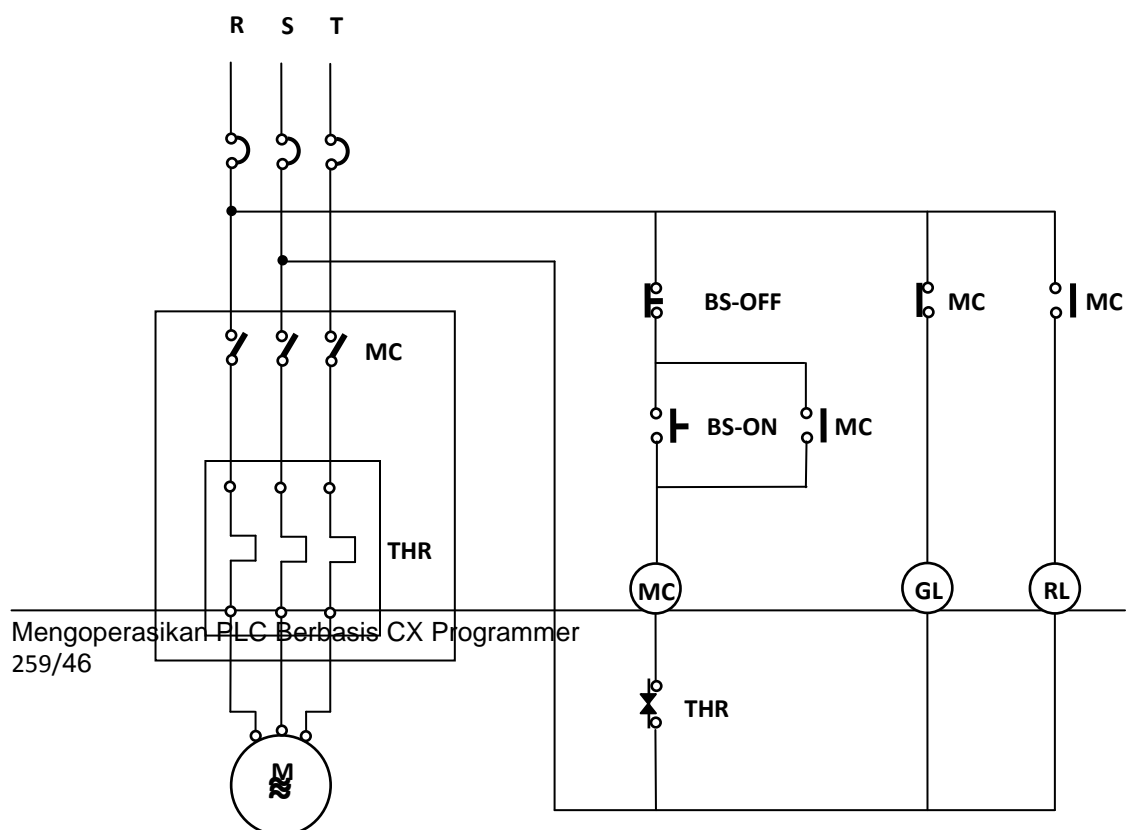 R S T
BS-OFF MC MC
MC
BS-ON MC
THR
MC GL RL
Mengoperasikan PLC Berbasis CX Programmer
259/46
THR
M